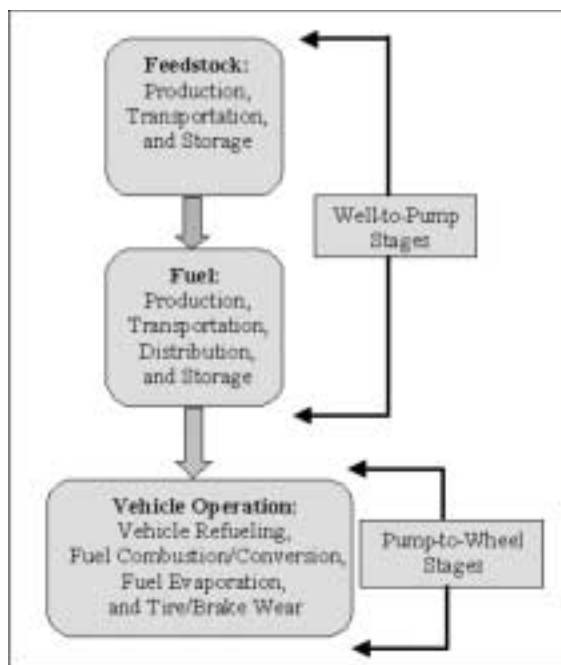 Feedstock:
Production,
Transportation,
and Storage
Well-to-Pump
Stages
Fuel:
Production,
Transportation,
Distribution,
and Storage
Vehicle Operation:
Vehicle Refueling,
Fuel Combustion/Conversion,
Fuel Evaporation,
and Tire/Brake Wear
Pump-to-Wheel
Stages